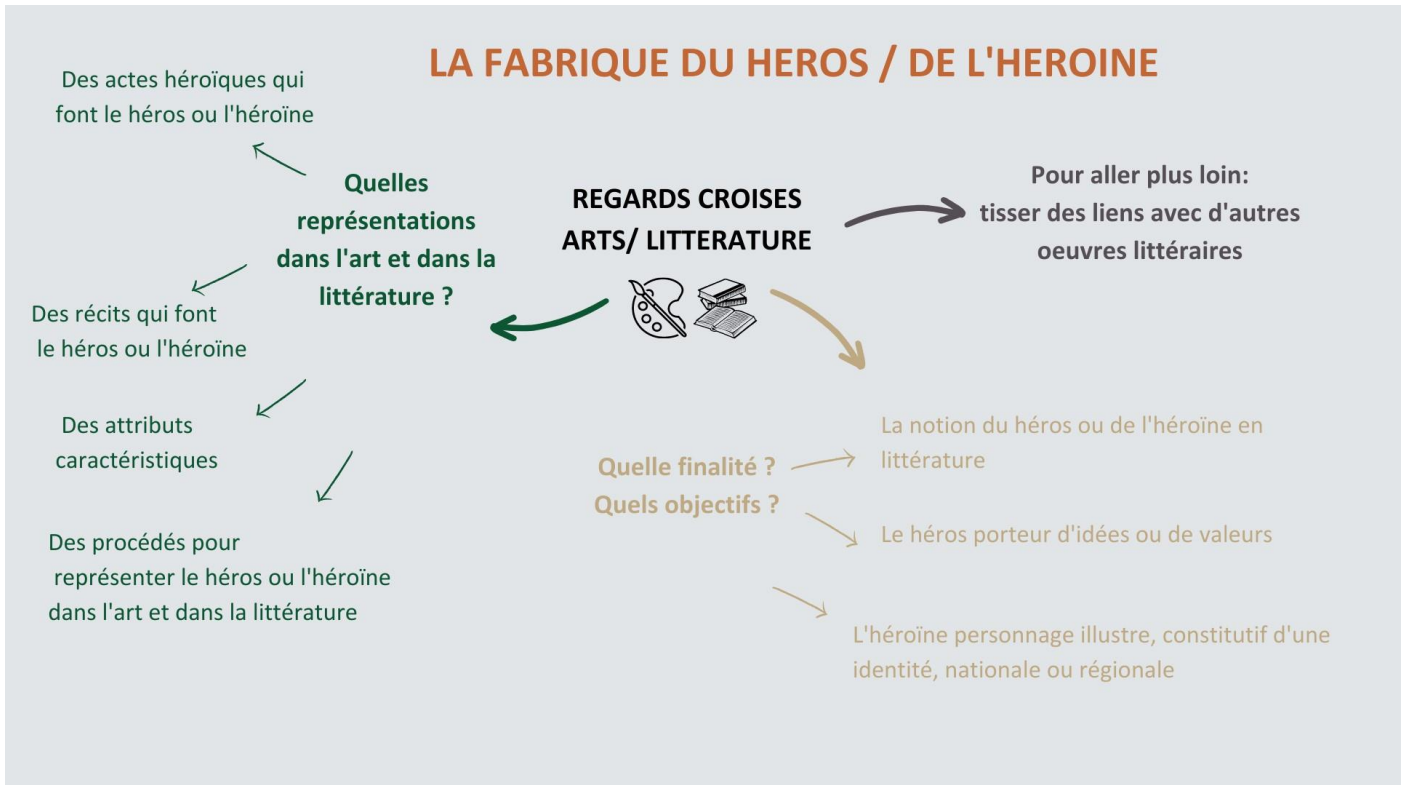 LA FABRIQUE DU HEROS / DE L'HEROINE
REGARDS CROISES
ARTS/ LITTERATURE
Quelles
représentations
dans l'art et dans la
littérature ?
Des actes héroïques qui
font le héros ou l'héroïne
Des récits qui font
le héros ou l'héroïne
Des attributs
caractéristiques
Des procédés pour
représenter le héros ou l'héroïne
dans l'art et dans la littérature
Pour aller plus loin:
tisser des liens avec d'autres
oeuvres littéraires
Quelle finalité ?
Quels objectifs ?
La notion du héros ou de l'héroïne en
littérature
Le héros porteur d'idées ou de valeurs
L'héroïne personnage illustre, constitutif d'une
identité, nationale ou régionale